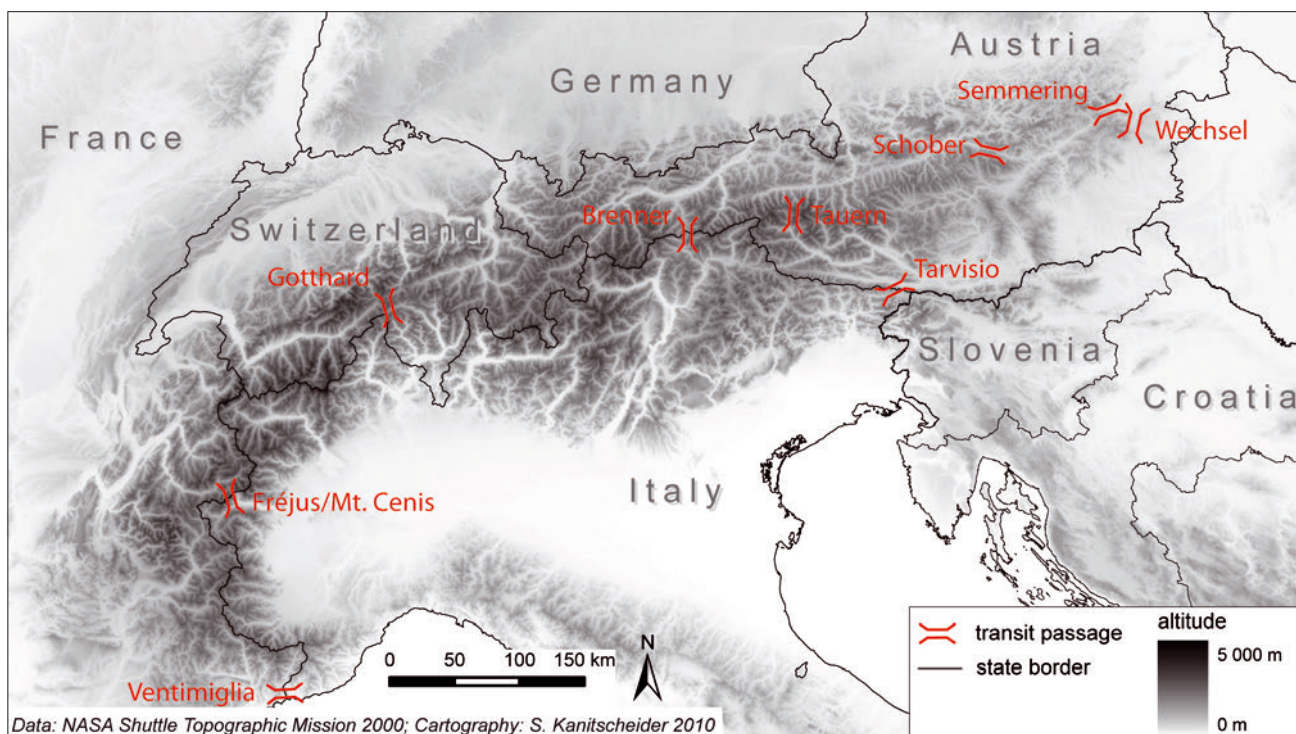 Austria
Germany
Semmering
France
Wechsel
Schober
Brenner
Tauern
Switzerland
Gotthard
Tarvisio
Slovenia
Croatia
Italy
Fréjus/Mt. Cenis
N
0 50 100 150 km
transit passage
state border
altitude
5 000 m
0 m
Ventimiglia
Data: NASA Shuttle Topographic Mission 2000; Cartography: S. Kanitscheider 2010